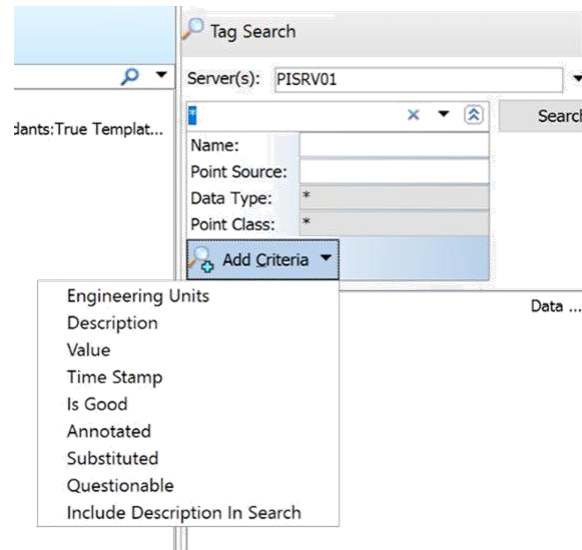 Tag Search
Server(s): PISRV01
dants:True Templat...
* Search
Name:
Point Source:
Data Type: *
Point Class: *
Add Criteria
Engineering Units
Description
Value
Time Stamp
Is Good
Annotated
Substituted
Questionable
Include Description In Search
Data ...